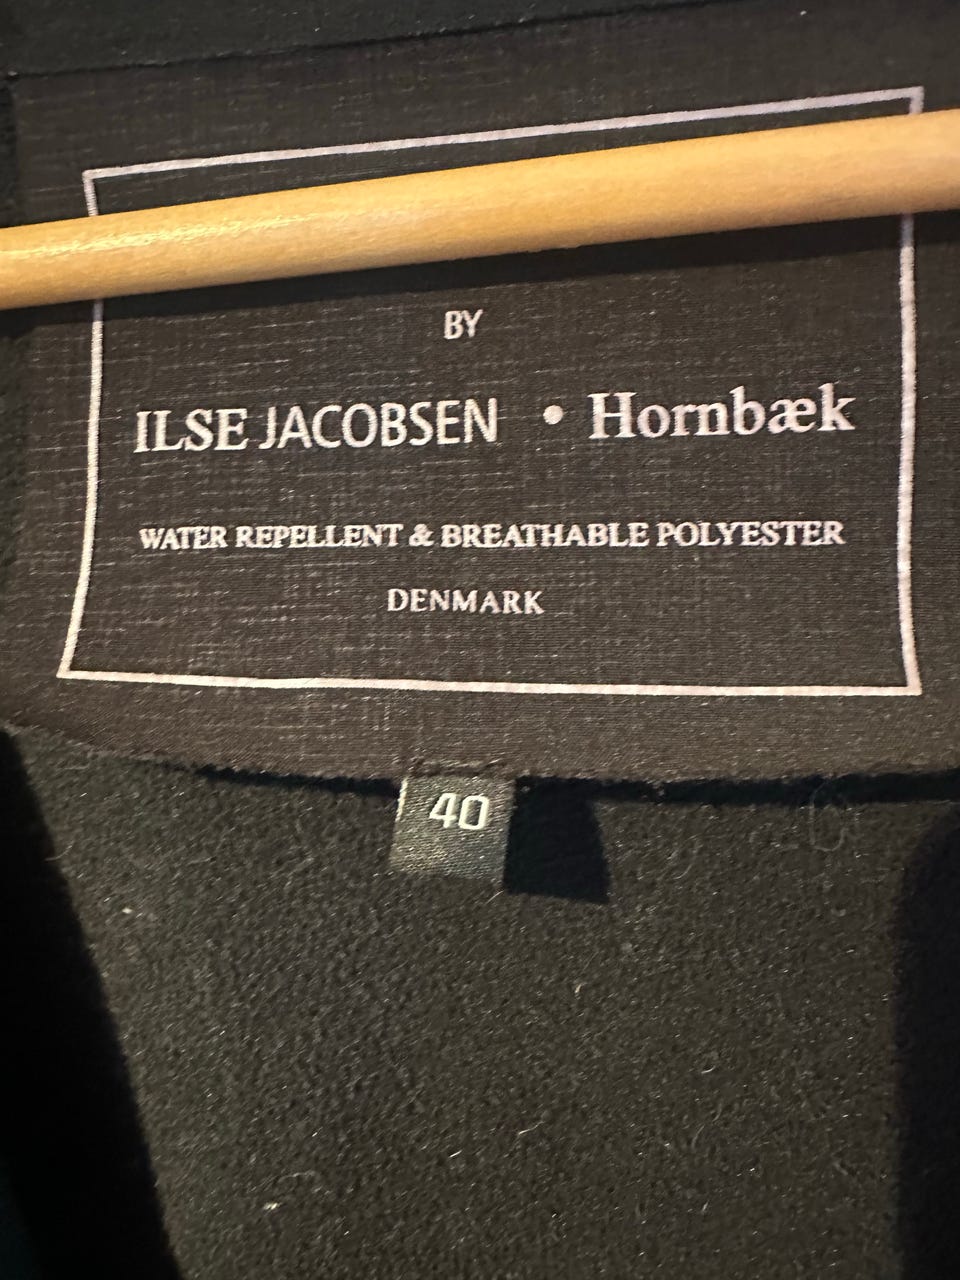 BY
ILSE JACOBSEN • Hornbæk
WATER REPELLENT & BREATHABLE POLYESTER
DENMARK
40